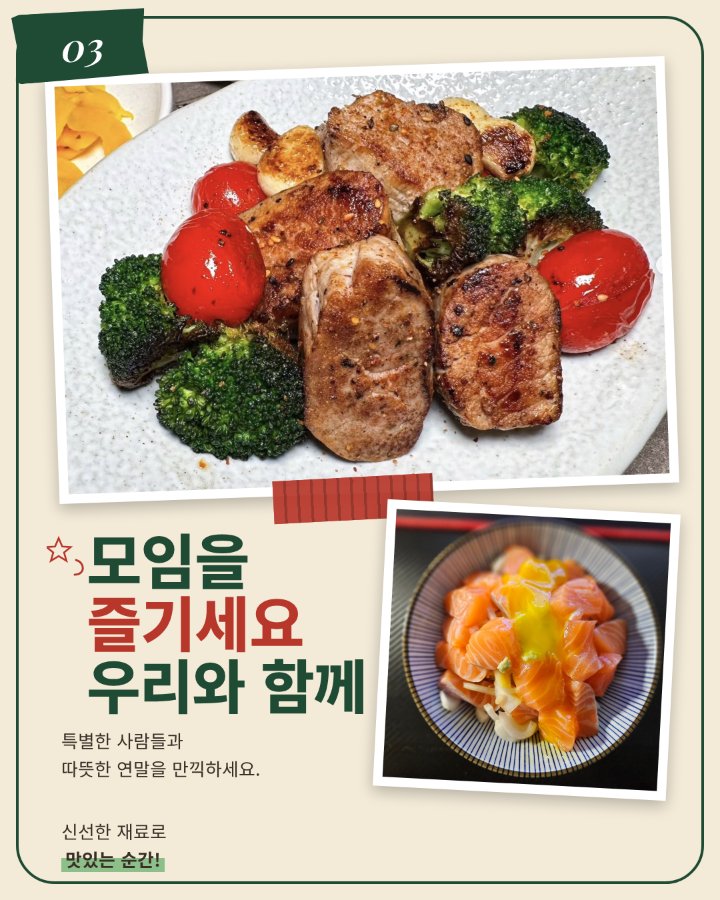 03
모임을
즐기세요
우리와 함께
특별한 사람들과
따뜻한 연말을 만끽하세요.
신선한 재료로
맛있는 순간!